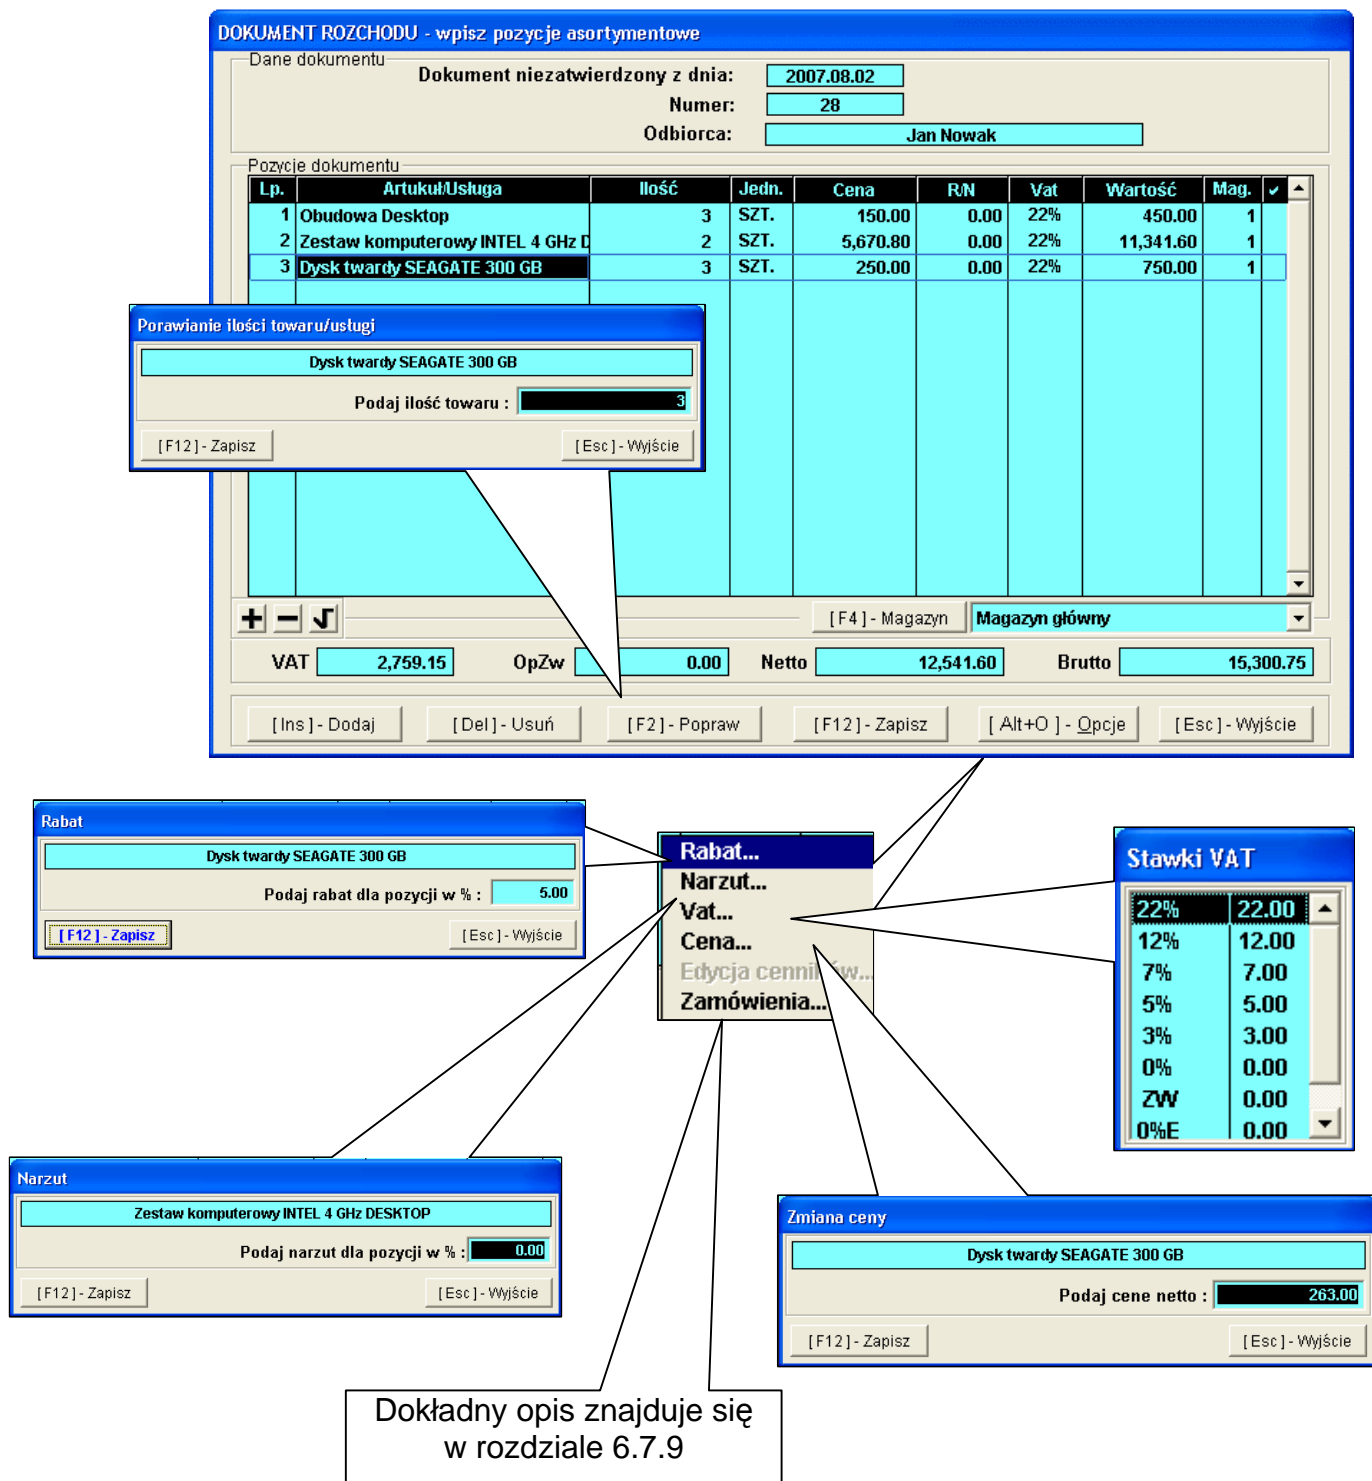 DOKUMENT ROZCHODU - wpisz pozycje asortymentowe
Dane dokumentu
Dokument niezatwierdzony z dnia: 2007.08.02
Numer: 28
Odbiorca: Jan Nowak
Pozycje dokumentu
Lp. Artukuł/Usługa Ilość Jedn. Cena R/N Vat Wartość Mag.
1 Obudowa Desktop 3 SZT. 150.00 0.00 22% 450.00 1
2 Zestaw komputerowy INTEL 4 GHz D 2 SZT. 5,670.80 0.00 22% 11,341.60 1
3 Dysk twardy SEAGATE 300 GB 3 SZT. 250.00 0.00 22% 750.00 1
Porawianie ilości towaru/usługi
Dysk twardy SEAGATE 300 GB
Podaj ilość towaru : 3
[ F12 ] - Zapisz [ Esc ] - Wyjście
[ F4 ] - Magazyn Magazyn główny
VAT 2,759.15 OpZw 0.00 Netto 12,541.60 Brutto 15,300.75
[ Ins ] - Dodaj [ Del ] - Usuń [ F2 ] - Popraw [ F12 ] - Zapisz [ Alt+O ] - Opcje [ Esc ] - Wyjście
Rabat
Dysk twardy SEAGATE 300 GB
Podaj rabat dla pozycji w % : 5.00
[ F12 ] - Zapisz [ Esc ] - Wyjście
Rabat...
Narzut...
Vat...
Cena...
Edycja cenników...
Zamówienia...
Stawki VAT
22% 22.00
12% 12.00
7% 7.00
5% 5.00
3% 3.00
0% 0.00
ZW 0.00
0%E 0.00
Narzut
Zestaw komputerowy INTEL 4 GHz DESKTOP
Podaj narzut dla pozycji w % : 0.00
[ F12 ] - Zapisz [ Esc ] - Wyjście
Zmiana ceny
Dysk twardy SEAGATE 300 GB
Podaj cene netto : 263.00
[ F12 ] - Zapisz [ Esc ] - Wyjście
Dokładny opis znajduje się
w rozdziale 6.7.9